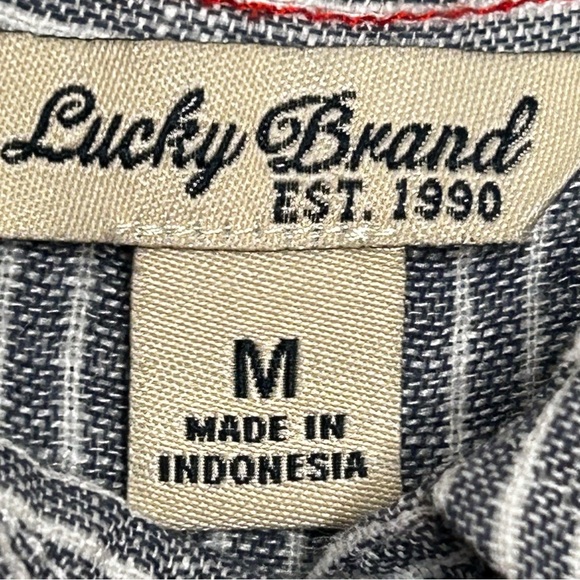 Lucky Brand
EST. 1990
M
MADE IN
INDONESIA